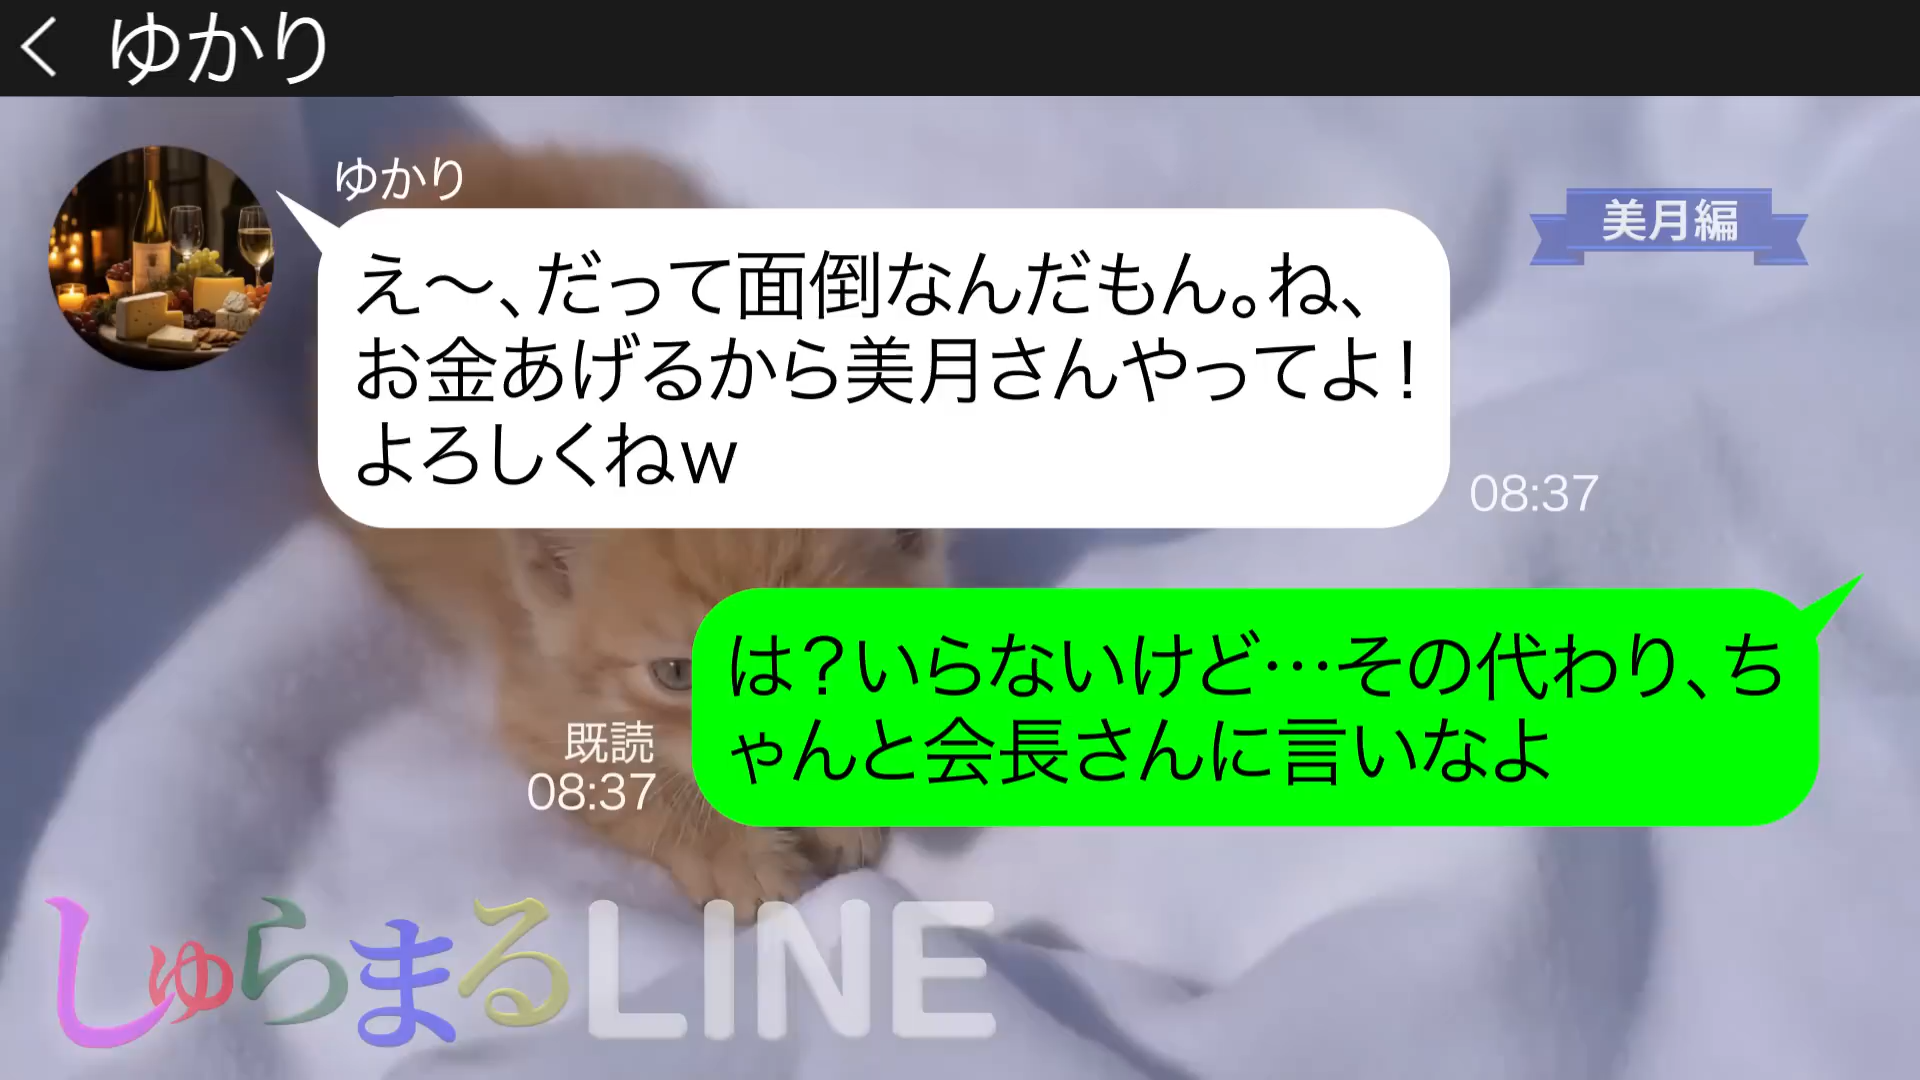 ゆかり
ゆかり
美月編
え～、だって面倒なんだもん。ね、
お金あげるから美月さんやってよ！
よろしくねw
08:37
は？いらないけど…その代わり、ち
ゃんと会長さんに言いなよ
既読
08:37
しゅらまるLINE